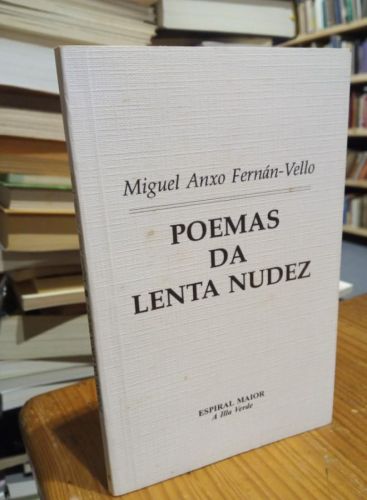 Miguel Anxo Fernán-Vello
POEMAS
DA
LENTA NUDEZ
ESPIRAL MAIOR
A Illa Verde